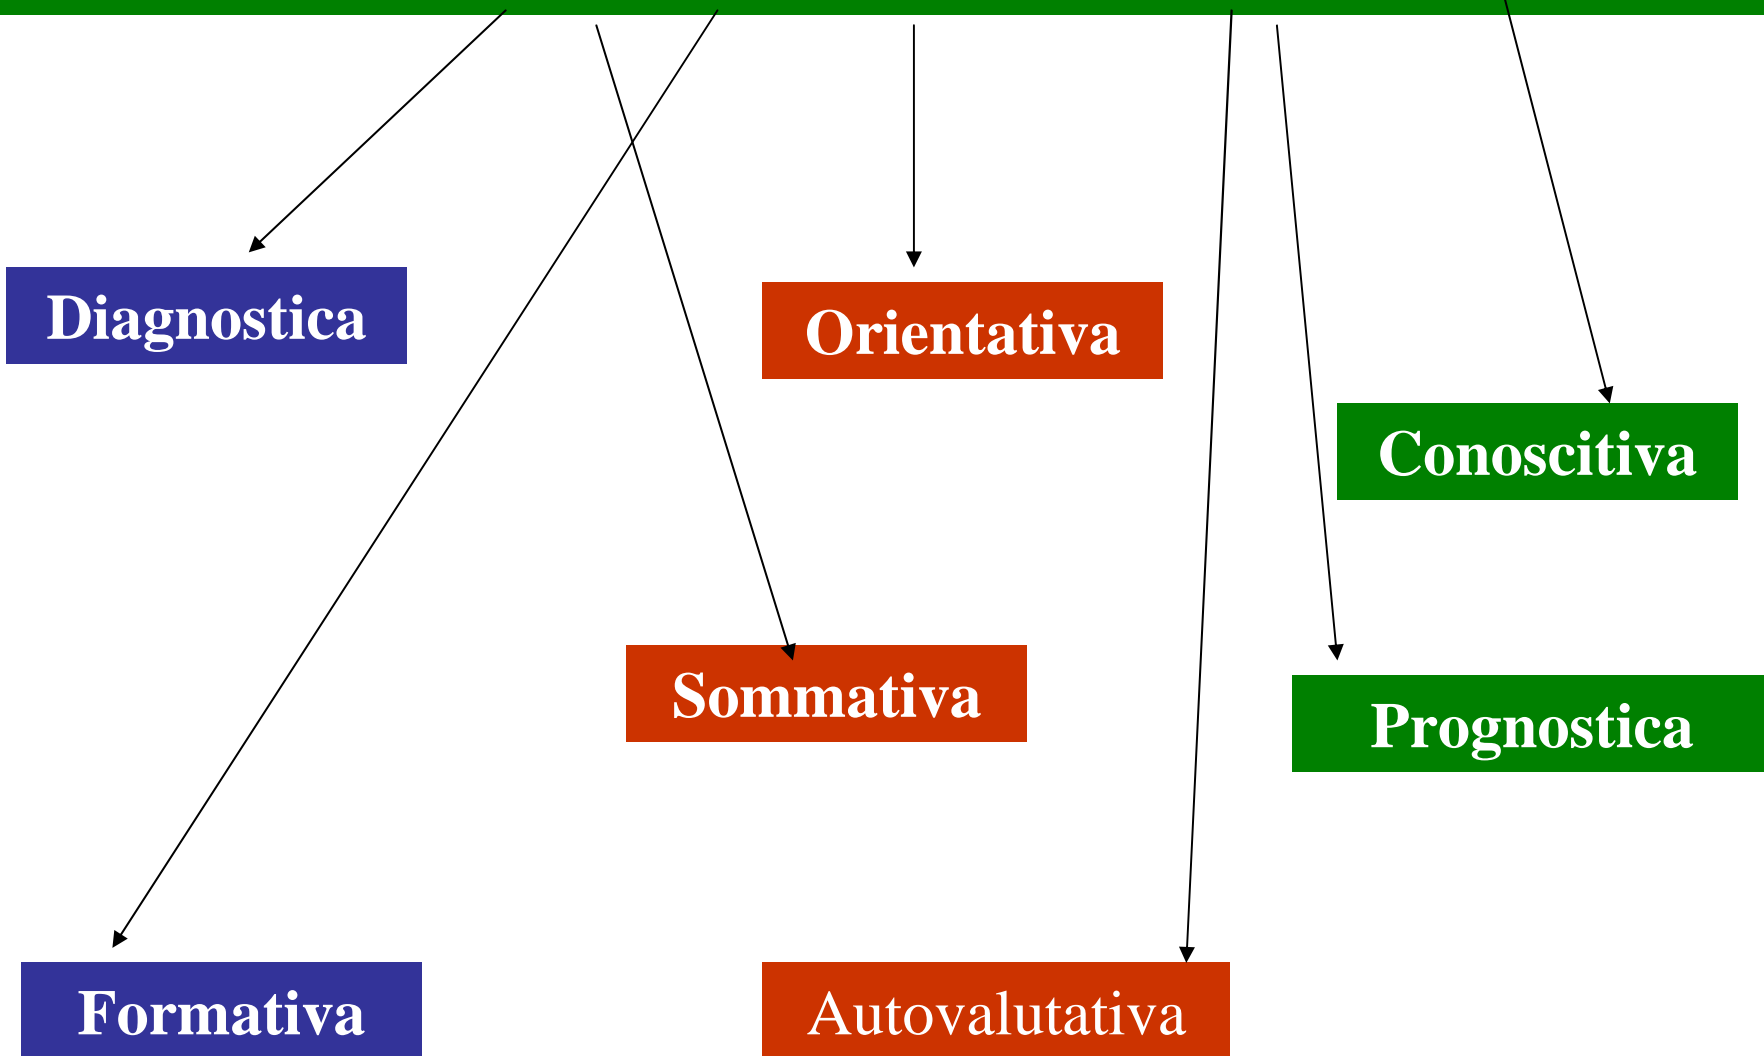 Diagnostica
Orientativa
Conoscitiva
Sommativa
Prognostica
Formativa
Autovalutativa